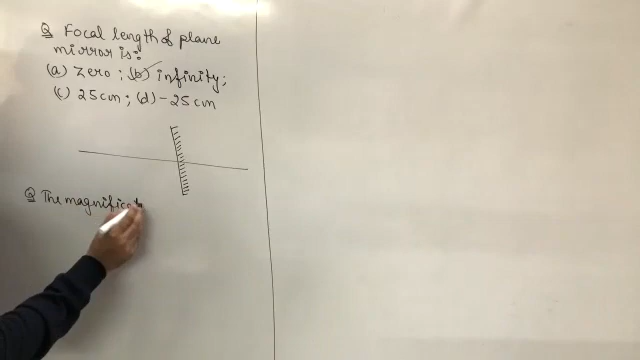 Q Focal length of plane
mirror is:
(a) Zero ; (b) infinity;
(c) 25cm ; (d) - 25 cm
Q The magnificat